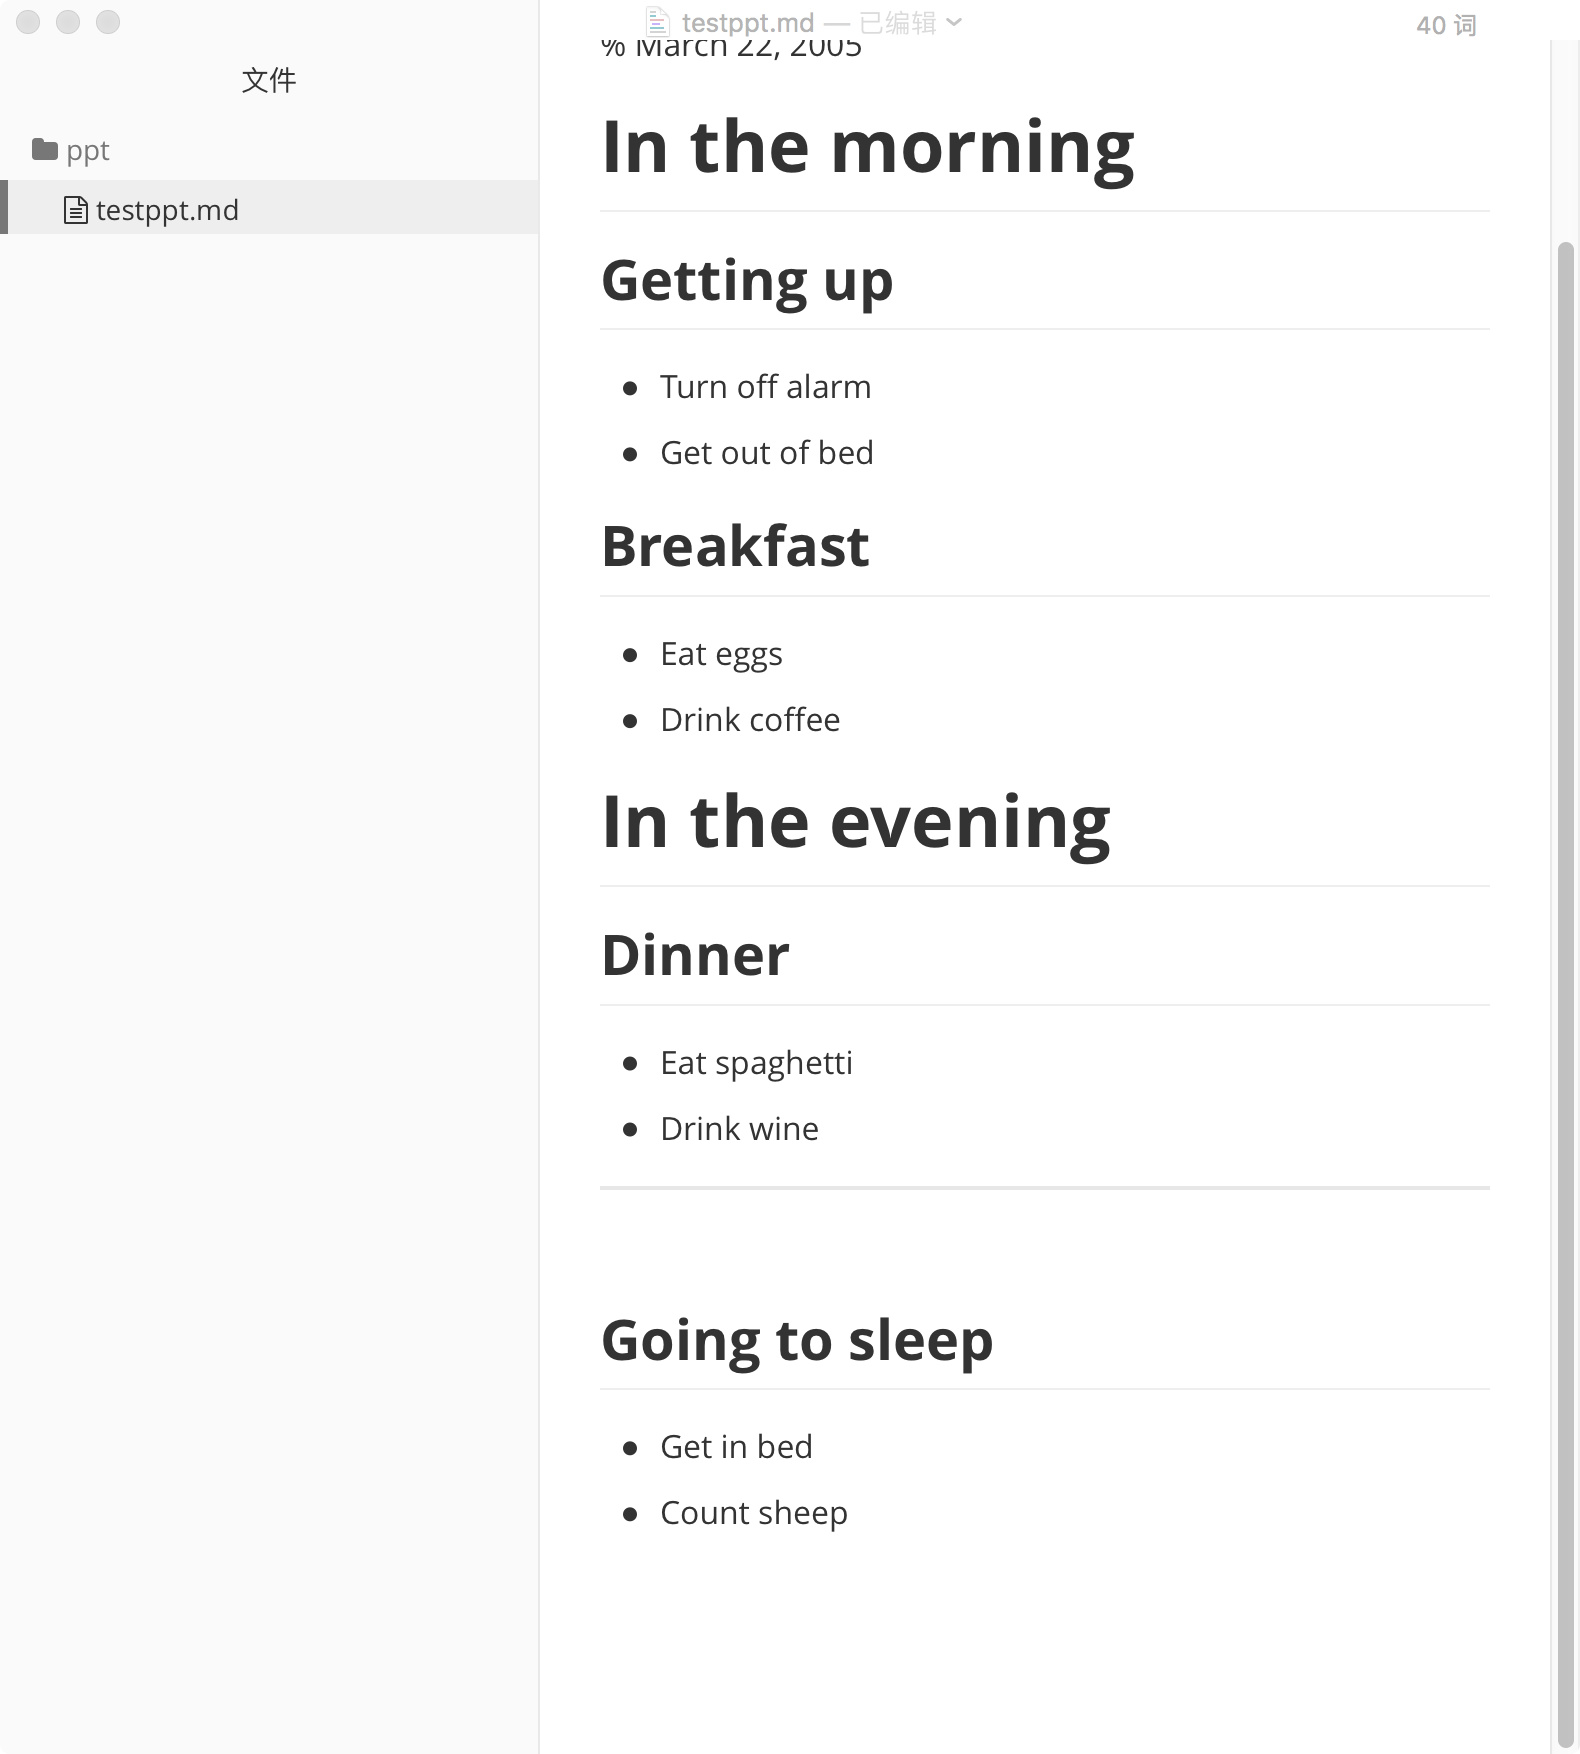 testppt.md — 已编辑
40 词
文件
ppt
testppt.md
% March 22, 2005
In the morning
Getting up
Turn off alarm
Get out of bed
Breakfast
Eat eggs
Drink coffee
In the evening
Dinner
Eat spaghetti
Drink wine
Going to sleep
Get in bed
Count sheep